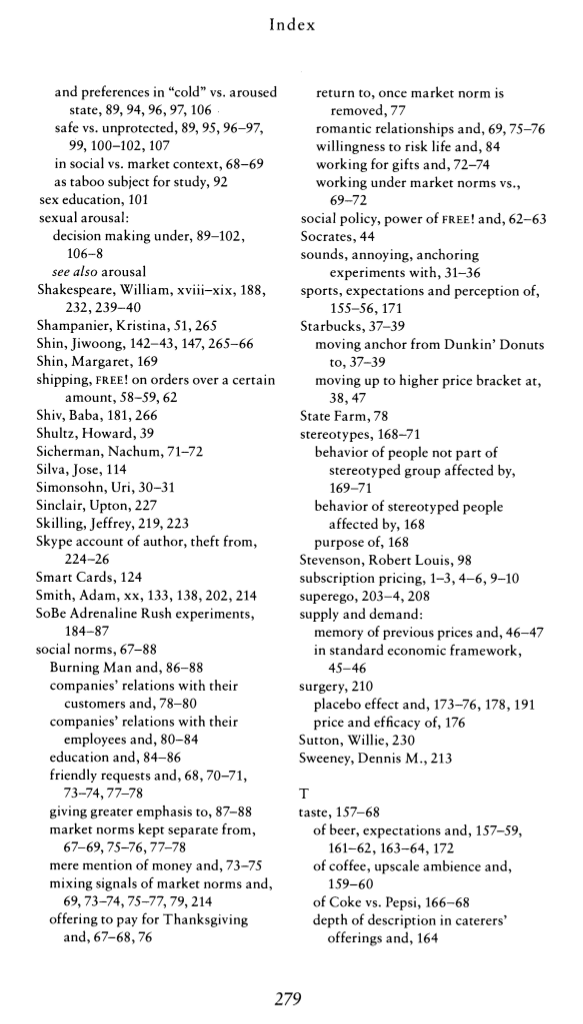 Index
and preferences in “cold” vs. aroused
state, 89, 94, 96, 97, 106
safe vs. unprotected, 89, 95, 96–97,
99, 100–102, 107
in social vs. market context, 68–69
as taboo subject for study, 92
sex education, 101
sexual arousal:
decision making under, 89–102,
106–8
see also arousal
Shakespeare, William, xviii–xix, 188,
232, 239–40
Shampanier, Kristina, 51, 265
Shin, Jiwoong, 142–43, 147, 265–66
Shin, Margaret, 169
shipping, FREE! on orders over a certain
amount, 58–59, 62
Shiv, Baba, 181, 266
Shultz, Howard, 39
Sicherman, Nachum, 71–72
Silva, Jose, 114
Simonsohn, Uri, 30–31
Sinclair, Upton, 227
Skilling, Jeffrey, 219, 223
Skype account of author, theft from,
224–26
Smart Cards, 124
Smith, Adam, xx, 133, 138, 202, 214
SoBe Adrenaline Rush experiments,
184–87
social norms, 67–88
Burning Man and, 86–88
companies’ relations with their
customers and, 78–80
companies’ relations with their
employees and, 80–84
education and, 84–86
friendly requests and, 68, 70–71,
73–74, 77–78
giving greater emphasis to, 87–88
market norms kept separate from,
67–69, 75–76, 77–78
mere mention of money and, 73–75
mixing signals of market norms and,
69, 73–74, 75–77, 79, 214
offering to pay for Thanksgiving
and, 67–68, 76
return to, once market norm is
removed, 77
romantic relationships and, 69, 75–76
willingness to risk life and, 84
working for gifts and, 72–74
working under market norms vs.,
69–72
social policy, power of FREE! and, 62–63
Socrates, 44
sounds, annoying, anchoring
experiments with, 31–36
sports, expectations and perception of,
155–56, 171
Starbucks, 37–39
moving anchor from Dunkin’ Donuts
to, 37–39
moving up to higher price bracket at,
38, 47
State Farm, 78
stereotypes, 168–71
behavior of people not part of
stereotyped group affected by,
169–71
behavior of stereotyped people
affected by, 168
purpose of, 168
Stevenson, Robert Louis, 98
subscription pricing, 1–3, 4–6, 9–10
superego, 203–4, 208
supply and demand:
memory of previous prices and, 46–47
in standard economic framework,
45–46
surgery, 210
placebo effect and, 173–76, 178, 191
price and efficacy of, 176
Sutton, Willie, 230
Sweeney, Dennis M., 213
T
taste, 157–68
of beer, expectations and, 157–59,
161–62, 163–64, 172
of coffee, upscale ambience and,
159–60
of Coke vs. Pepsi, 166–68
depth of description in caterers’
offerings and, 164
279